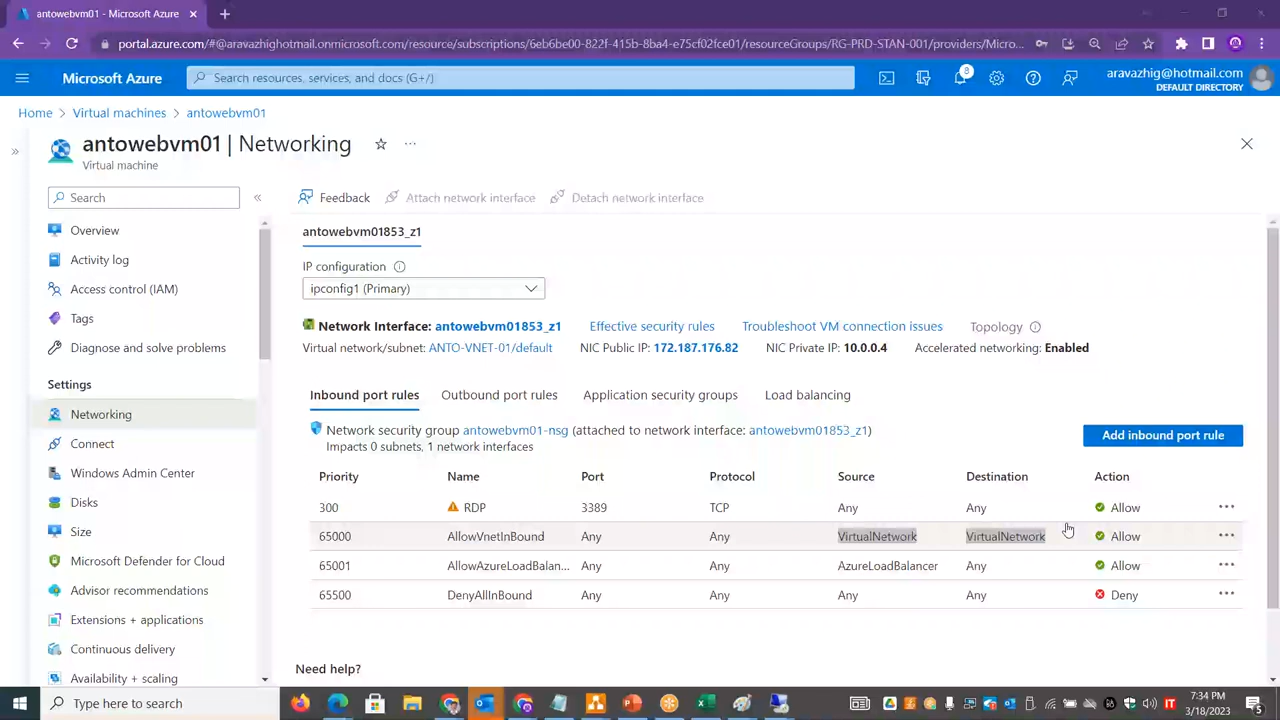 antowebvm01 - Microsoft Azure
portal.azure.com/#@aravazhighotmail.onmicrosoft.com/resource/subscriptions/6eb6be00-822f-415b-8ba4-e75cf02fce01/resourceGroups/RG-PRD-STAN-001/providers/Micro...
Microsoft Azure
Search resources, services, and docs (G+/)
8
aravazhig@hotmail.com
DEFAULT DIRECTORY
Home > Virtual machines > antowebvm01
antowebvm01 | Networking
Virtual machine
Search
Overview
Activity log
Access control (IAM)
Tags
Diagnose and solve problems
Settings
Networking
Connect
Windows Admin Center
Disks
Size
Microsoft Defender for Cloud
Advisor recommendations
Extensions + applications
Continuous delivery
Availability + scaling
Feedback Attach network interface Detach network interface
antowebvm01853_z1
IP configuration
ipconfig1 (Primary)
Network Interface: antowebvm01853_z1 Effective security rules Troubleshoot VM connection issues Topology
Virtual network/subnet: ANTO-VNET-01/default NIC Public IP: 172.187.176.82 NIC Private IP: 10.0.0.4 Accelerated networking: Enabled
Inbound port rules Outbound port rules Application security groups Load balancing
Network security group antowebvm01-nsg (attached to network interface: antowebvm01853_z1)
Impacts 0 subnets, 1 network interfaces
Add inbound port rule
Priority Name Port Protocol Source Destination Action
300 RDP 3389 TCP Any Any Allow
65000 AllowVnetInBound Any Any VirtualNetwork VirtualNetwork Allow
65001 AllowAzureLoadBalan... Any Any AzureLoadBalancer Any Allow
65500 DenyAllInBound Any Any Any Any Deny
Need help?
Type here to search
IT
7:34 PM
3/18/2023
5